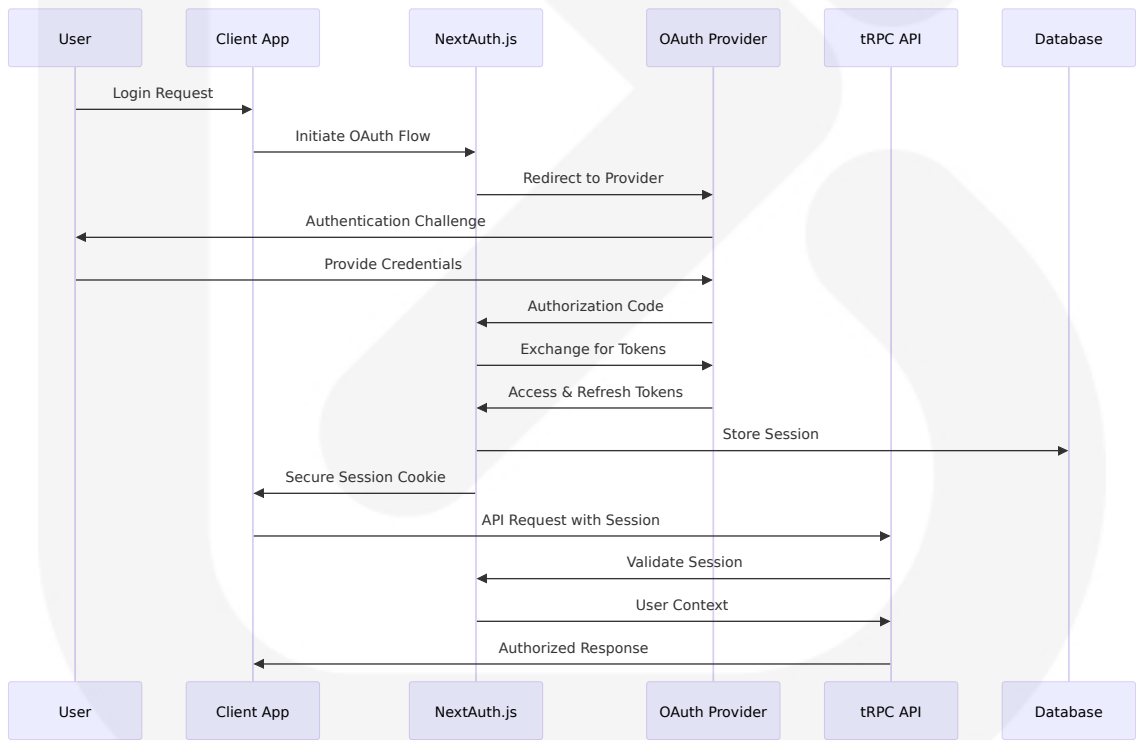 User
Client App
NextAuth.js
OAuth Provider
tRPC API
Database
Login Request
Initiate OAuth Flow
Redirect to Provider
Authentication Challenge
Provide Credentials
Authorization Code
Exchange for Tokens
Access & Refresh Tokens
Store Session
Secure Session Cookie
API Request with Session
Validate Session
User Context
Authorized Response
User
Client App
NextAuth.js
OAuth Provider
tRPC API
Database